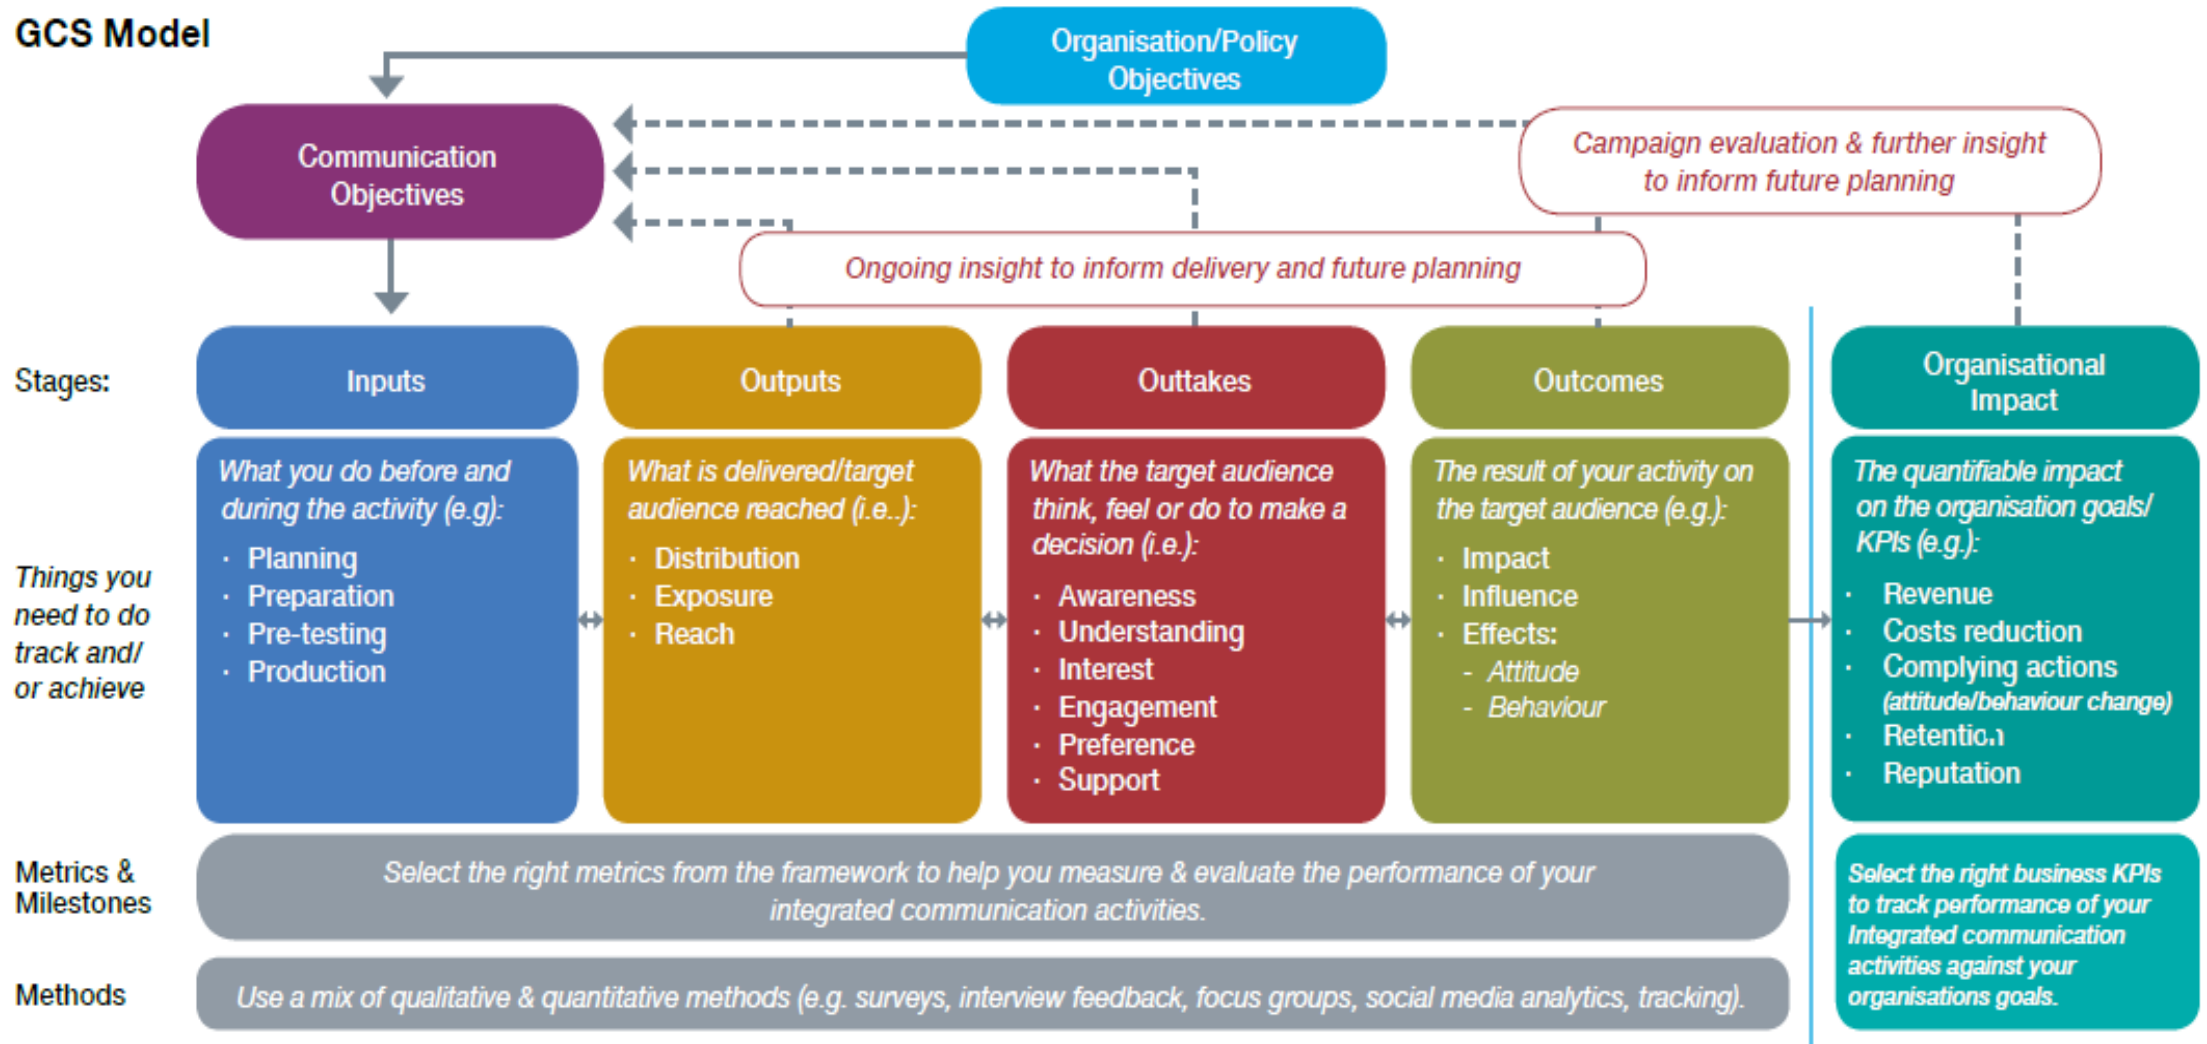 GCS Model
Organisation/Policy
Objectives
Communication
Objectives
Campaign evaluation & further insight
to inform future planning
Ongoing insight to inform delivery and future planning
Stages:
Inputs
Outputs
Outtakes
Outcomes
Organisational
Impact
Things you
need to do
track and/
or achieve
What you do before and
during the activity (e.g):
· Planning
· Preparation
· Pre-testing
· Production
What is delivered/target
audience reached (i.e..):
· Distribution
· Exposure
· Reach
What the target audience
think, feel or do to make a
decision (i.e.):
· Awareness
· Understanding
· Interest
· Engagement
· Preference
· Support
The result of your activity on
the target audience (e.g.):
· Impact
· Influence
· Effects:
- Attitude
- Behaviour
The quantifiable impact
on the organisation goals/
KPIs (e.g.):
· Revenue
· Costs reduction
· Complying actions
(attitude/behaviour change)
· Retention
· Reputation
Metrics &
Milestones
Select the right metrics from the framework to help you measure & evaluate the performance of your
integrated communication activities.
Select the right business KPIs
to track performance of your
Integrated communication
activities against your
organisations goals.
Methods
Use a mix of qualitative & quantitative methods (e.g. surveys, interview feedback, focus groups, social media analytics, tracking).